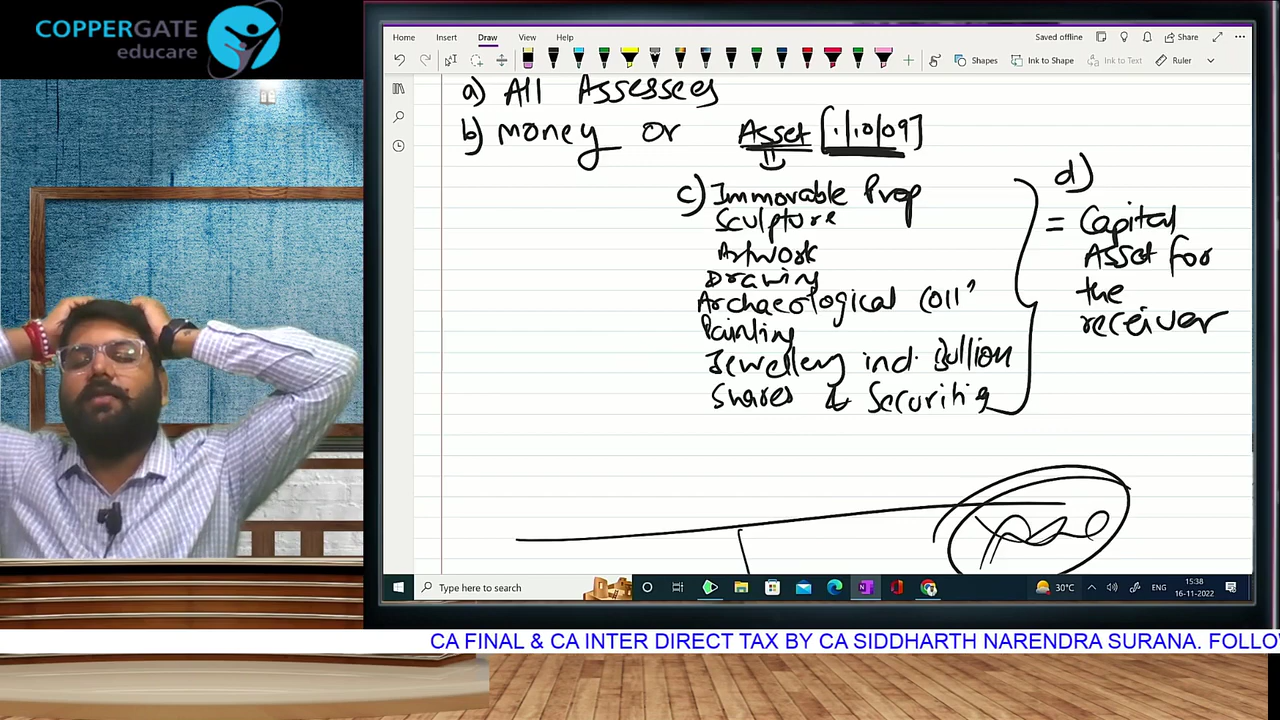 COPPERGATE
educare
Home Insert Draw View Help
Saved offline
Share
Shapes
Ink to Shape
Ink to Text
Ruler
a) All Assessees
b) money or Asset [1/10/09]
c) Immovable Prop
Sculpture
Artwork
Drawing
Archaeological Coll'
Painting
Jewellery incl. Bullion
Shares & Securities
d)
= Capital
Asset for
the
receiver
Type here to search
30°C
ENG
15:38
16-11-2022
CA FINAL & CA INTER DIRECT TAX BY CA SIDDHARTH NARENDRA SURANA. FOLLO